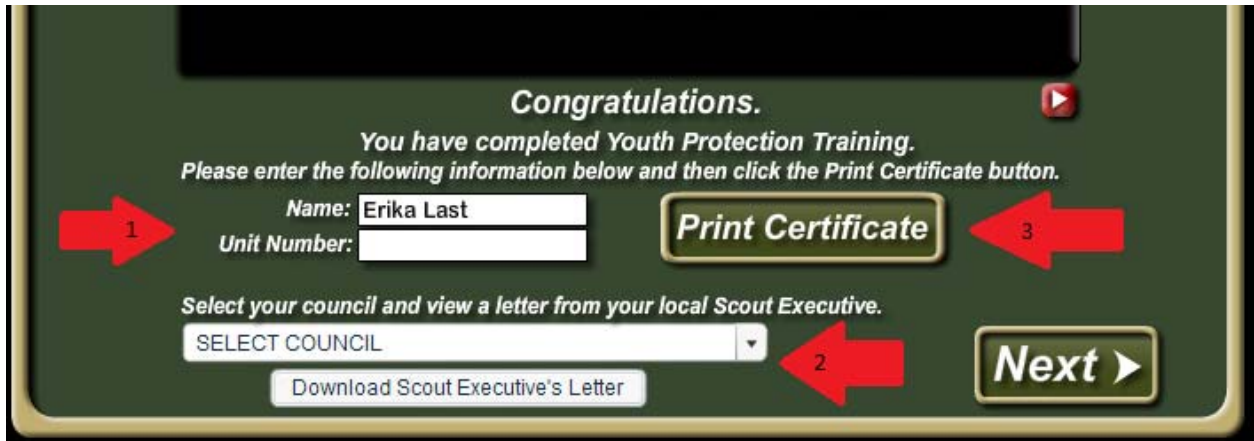 Congratulations.
You have completed Youth Protection Training.
Please enter the following information below and then click the Print Certificate button.
1
Name: Erika Last
Unit Number:
Print Certificate
3
Select your council and view a letter from your local Scout Executive.
SELECT COUNCIL
2
Download Scout Executive's Letter
Next